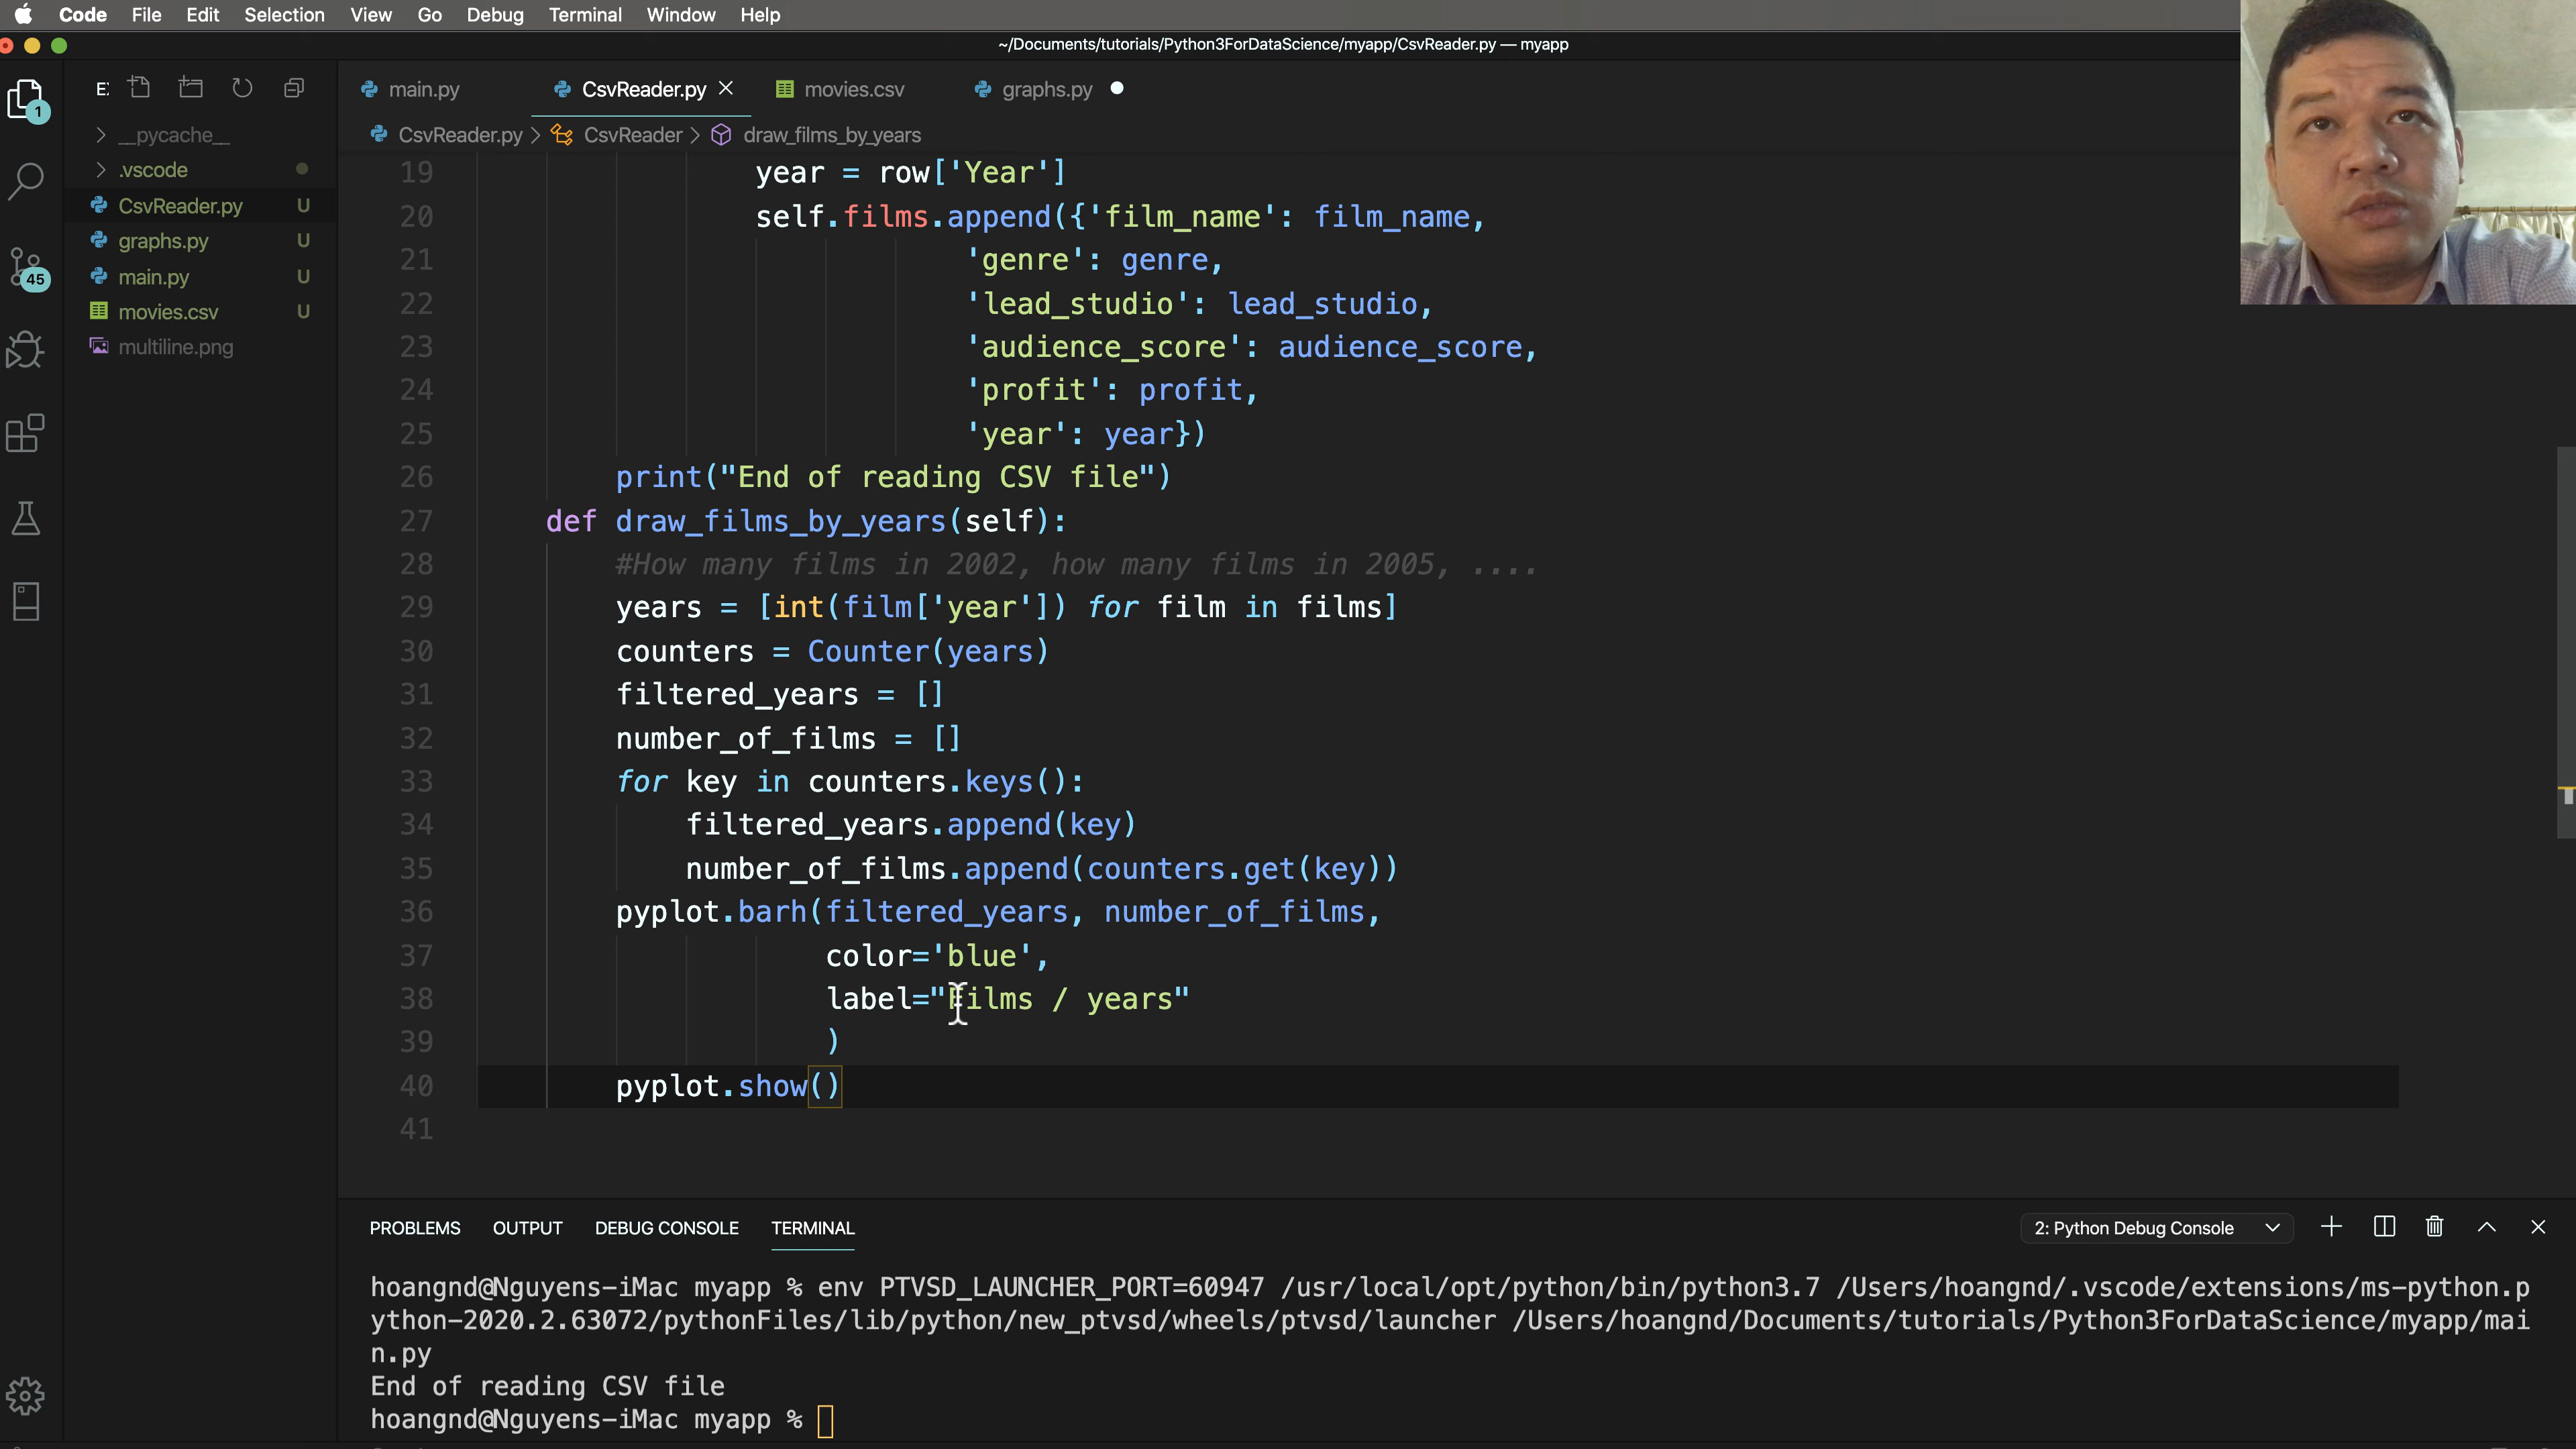 Code File Edit Selection View Go Debug Terminal Window Help
~/Documents/tutorials/Python3ForDataScience/myapp/CsvReader.py — myapp
E:
main.py
CsvReader.py
movies.csv
graphs.py
CsvReader.py > CsvReader > draw_films_by_years
1
45
__pycache__
.vscode
CsvReader.py U
graphs.py U
main.py U
movies.csv U
multiline.png
19 year = row['Year']
20 self.films.append({'film_name': film_name,
21 'genre': genre,
22 'lead_studio': lead_studio,
23 'audience_score': audience_score,
24 'profit': profit,
25 'year': year})
26 print("End of reading CSV file")
27 def draw_films_by_years(self):
28 #How many films in 2002, how many films in 2005, ....
29 years = [int(film['year']) for film in films]
30 counters = Counter(years)
31 filtered_years = []
32 number_of_films = []
33 for key in counters.keys():
34 filtered_years.append(key)
35 number_of_films.append(counters.get(key))
36 pyplot.barh(filtered_years, number_of_films,
37 color='blue',
38 label="Films / years"
39 )
40 pyplot.show()
41
PROBLEMS OUTPUT DEBUG CONSOLE TERMINAL
2: Python Debug Console
hoangnd@Nguyens-iMac myapp % env PTVSD_LAUNCHER_PORT=60947 /usr/local/opt/python/bin/python3.7 /Users/hoangnd/.vscode/extensions/ms-python.p
ython-2020.2.63072/pythonFiles/lib/python/new_ptvsd/wheels/ptvsd/launcher /Users/hoangnd/Documents/tutorials/Python3ForDataScience/myapp/mai
n.py
End of reading CSV file
hoangnd@Nguyens-iMac myapp %